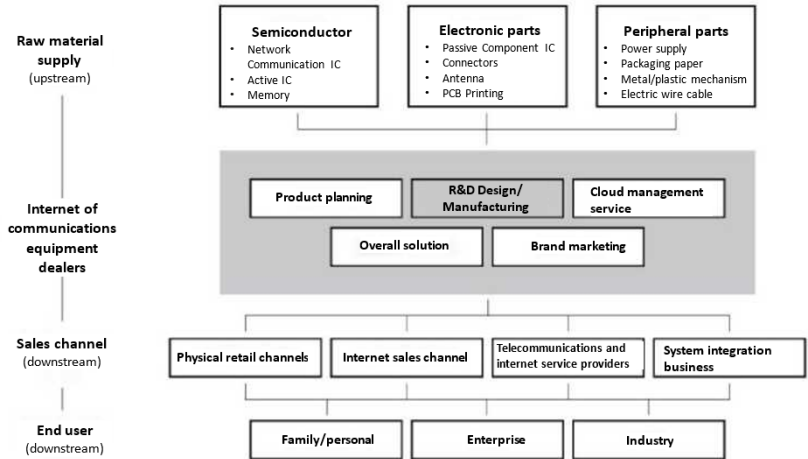 Raw material
supply
(upstream)
Semiconductor
• Network
Communication IC
• Active IC
• Memory
Electronic parts
• Passive Component IC
• Connectors
• Antenna
• PCB Printing
Peripheral parts
• Power supply
• Packaging paper
• Metal/plastic mechanism
• Electric wire cable
Internet of
communications
equipment
dealers
Product planning
R&D Design/
Manufacturing
Cloud management
service
Overall solution
Brand marketing
Sales channel
(downstream)
Physical retail channels
Internet sales channel
Telecommunications and
internet service providers
System integration
business
End user
(downstream)
Family/personal
Enterprise
Industry